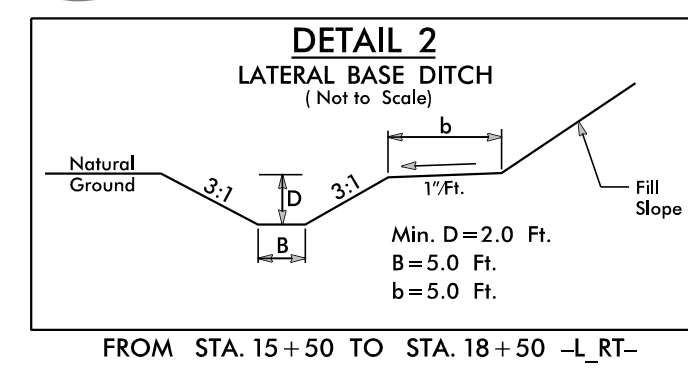 DETAIL 2
LATERAL BASE DITCH
( Not to Scale)
b
Natural
Ground
3:1
D
3:1
1"/Ft.
Fill
Slope
B
Min. D=2.0 Ft.
B=5.0 Ft.
b=5.0 Ft.
FROM STA. 15+50 TO STA. 18+50 -L_RT-